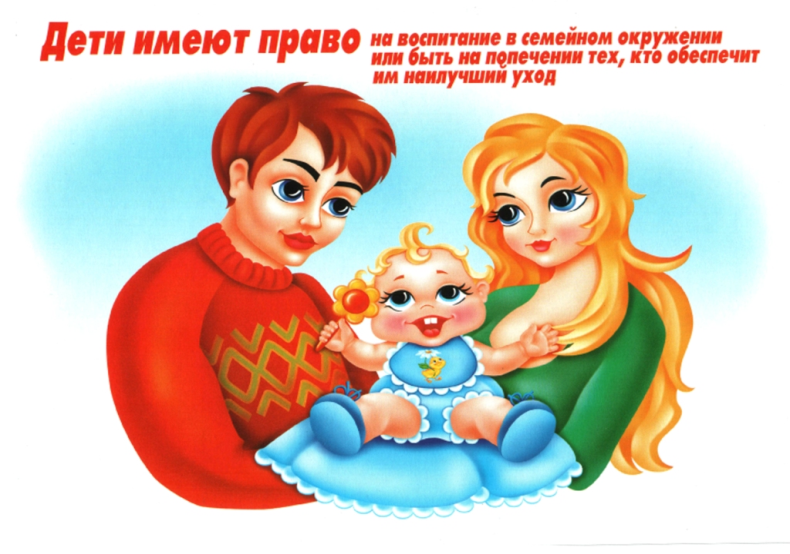 Дети имеют право на воспитание в семейном окружении
или быть на попечении тех, кто обеспечит
им наилучший уход